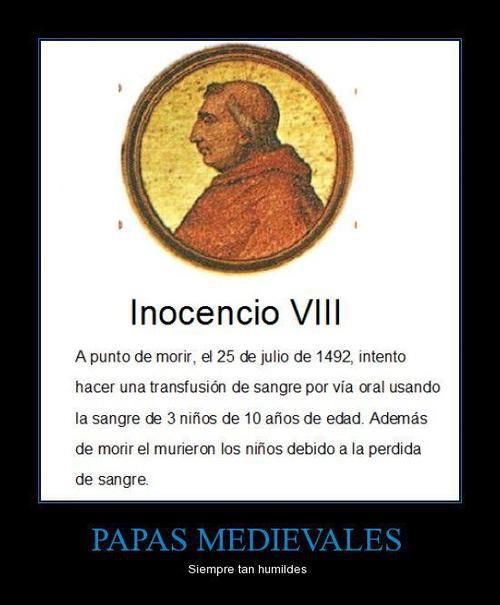 Inocencio VIII
A punto de morir, el 25 de julio de 1492, intento
hacer una transfusión de sangre por vía oral usando
la sangre de 3 niños de 10 años de edad. Además
de morir el murieron los niños debido a la perdida
de sangre.
PAPAS MEDIEVALES
Siempre tan humildes